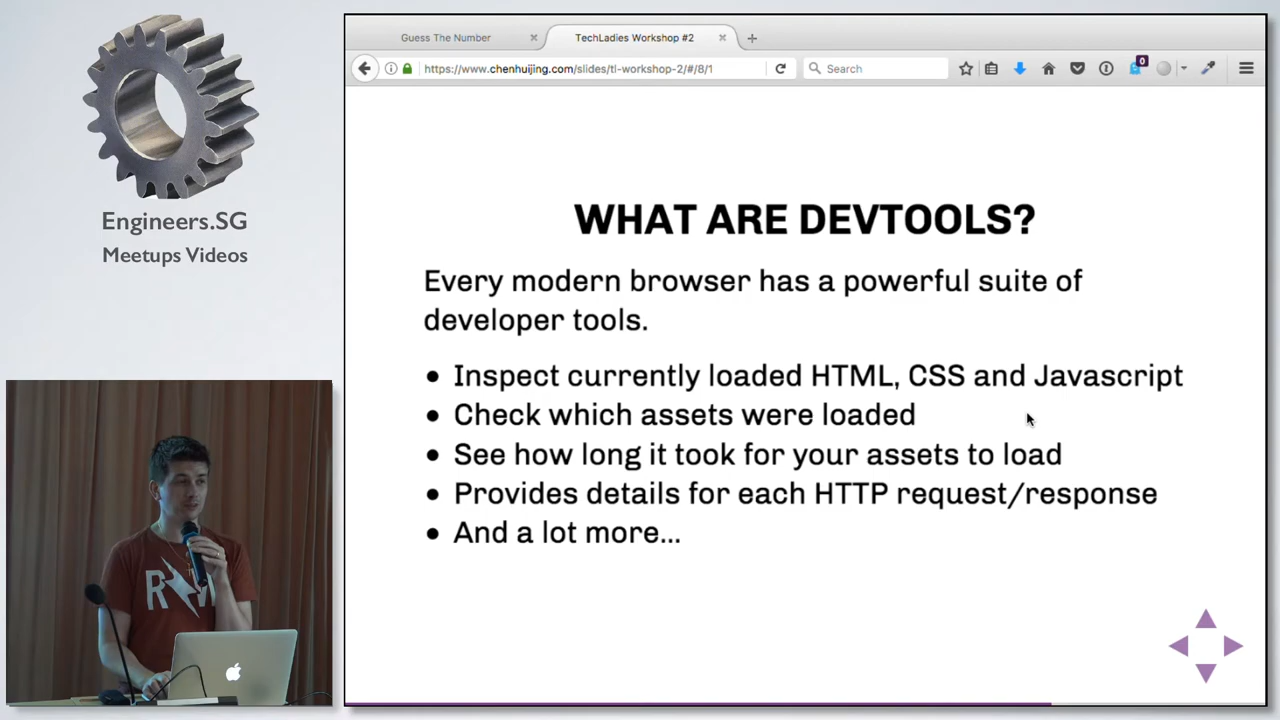 Engineers.SG
Meetups Videos
Guess The Number
TechLadies Workshop #2
https://www.chenhuijing.com/slides/tl-workshop-2/#/8/1
Search
0
WHAT ARE DEVTOOLS?
Every modern browser has a powerful suite of
developer tools.
Inspect currently loaded HTML, CSS and Javascript
Check which assets were loaded
See how long it took for your assets to load
Provides details for each HTTP request/response
And a lot more...